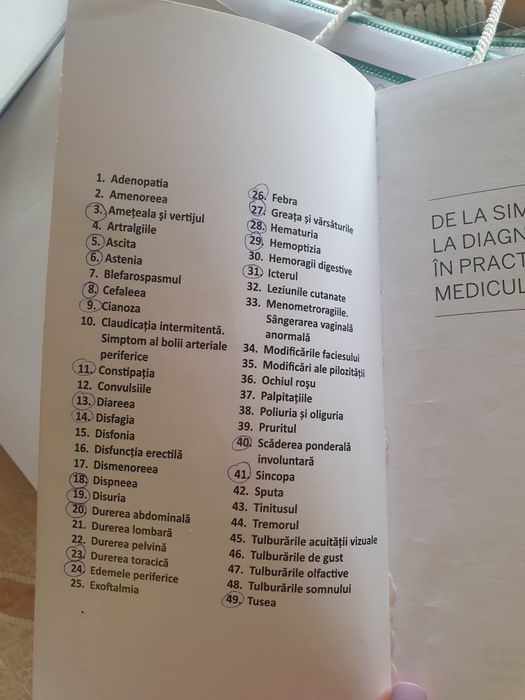 1. Adenopatia
2. Amenoreea
3. Amețeala și vertijul
4. Artralgiile
5. Ascita
6. Astenia
7. Blefarospasmul
8. Cefaleea
9. Cianoza
10. Claudicația intermitentă.
Simptom al bolii arteriale
periferice
11. Constipația
12. Convulsiile
13. Diareea
14. Disfagia
15. Disfonia
16. Disfuncția erectilă
17. Dismenoreea
18. Dispneea
19. Disuria
20. Durerea abdominală
21. Durerea lombară
22. Durerea pelvină
23. Durerea toracică
24. Edemele periferice
25. Exoftalmia
26. Febra
27. Greața și vărsăturile
28. Hematuria
29. Hemoptizia
30. Hemoragii digestive
31. Icterul
32. Leziunile cutanate
33. Menometroragiile.
Sângerarea vaginală
anormală
34. Modificările faciesului
35. Modificări ale pilozității
36. Ochiul roșu
37. Palpitațiile
38. Poliuria și oliguria
39. Pruritul
40. Scăderea ponderală
involuntară
41. Sincopa
42. Sputa
43. Tinitusul
44. Tremorul
45. Tulburările acuității vizuale
46. Tulburările de gust
47. Tulburările olfactive
48. Tulburările somnului
49. Tusea
DE LA SIM
LA DIAGN
ÎN PRACT
MEDICUL